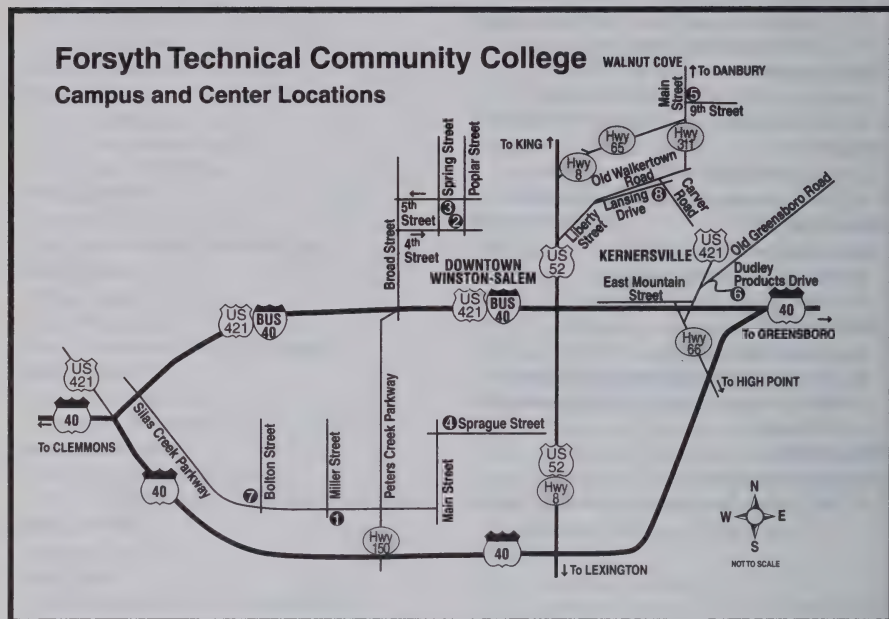 Forsyth Technical Community College
Campus and Center Locations
WALNUT COVE
↑To DANBURY
Main
Street
5
9th Street
To KING ↑
Hwy
65
Hwy
8
Hwy
311
Old Walkertown
Road
Lansing
Drive
8
Carver
Road
Liberty
Street
Spring Street
Poplar Street
5th
Street
3
2
4th
Street
Broad Street
US
52
KERNERSVILLE
US
421
Old Greensboro Road
DOWNTOWN
WINSTON-SALEM
US
421
BUS
40
East Mountain
Street
Dudley
Products Drive
6
US
421
BUS
40
40
To GREENSBORO
Hwy
66
To HIGH POINT
US
421
Silas Creek Parkway
40
To CLEMMONS
40
7
Bolton Street
Miller Street
1
Peters Creek Parkway
4 Sprague Street
Main Street
US
52
Hwy
8
Hwy
150
40
↓To LEXINGTON
N
W
E
S
NOT TO SCALE